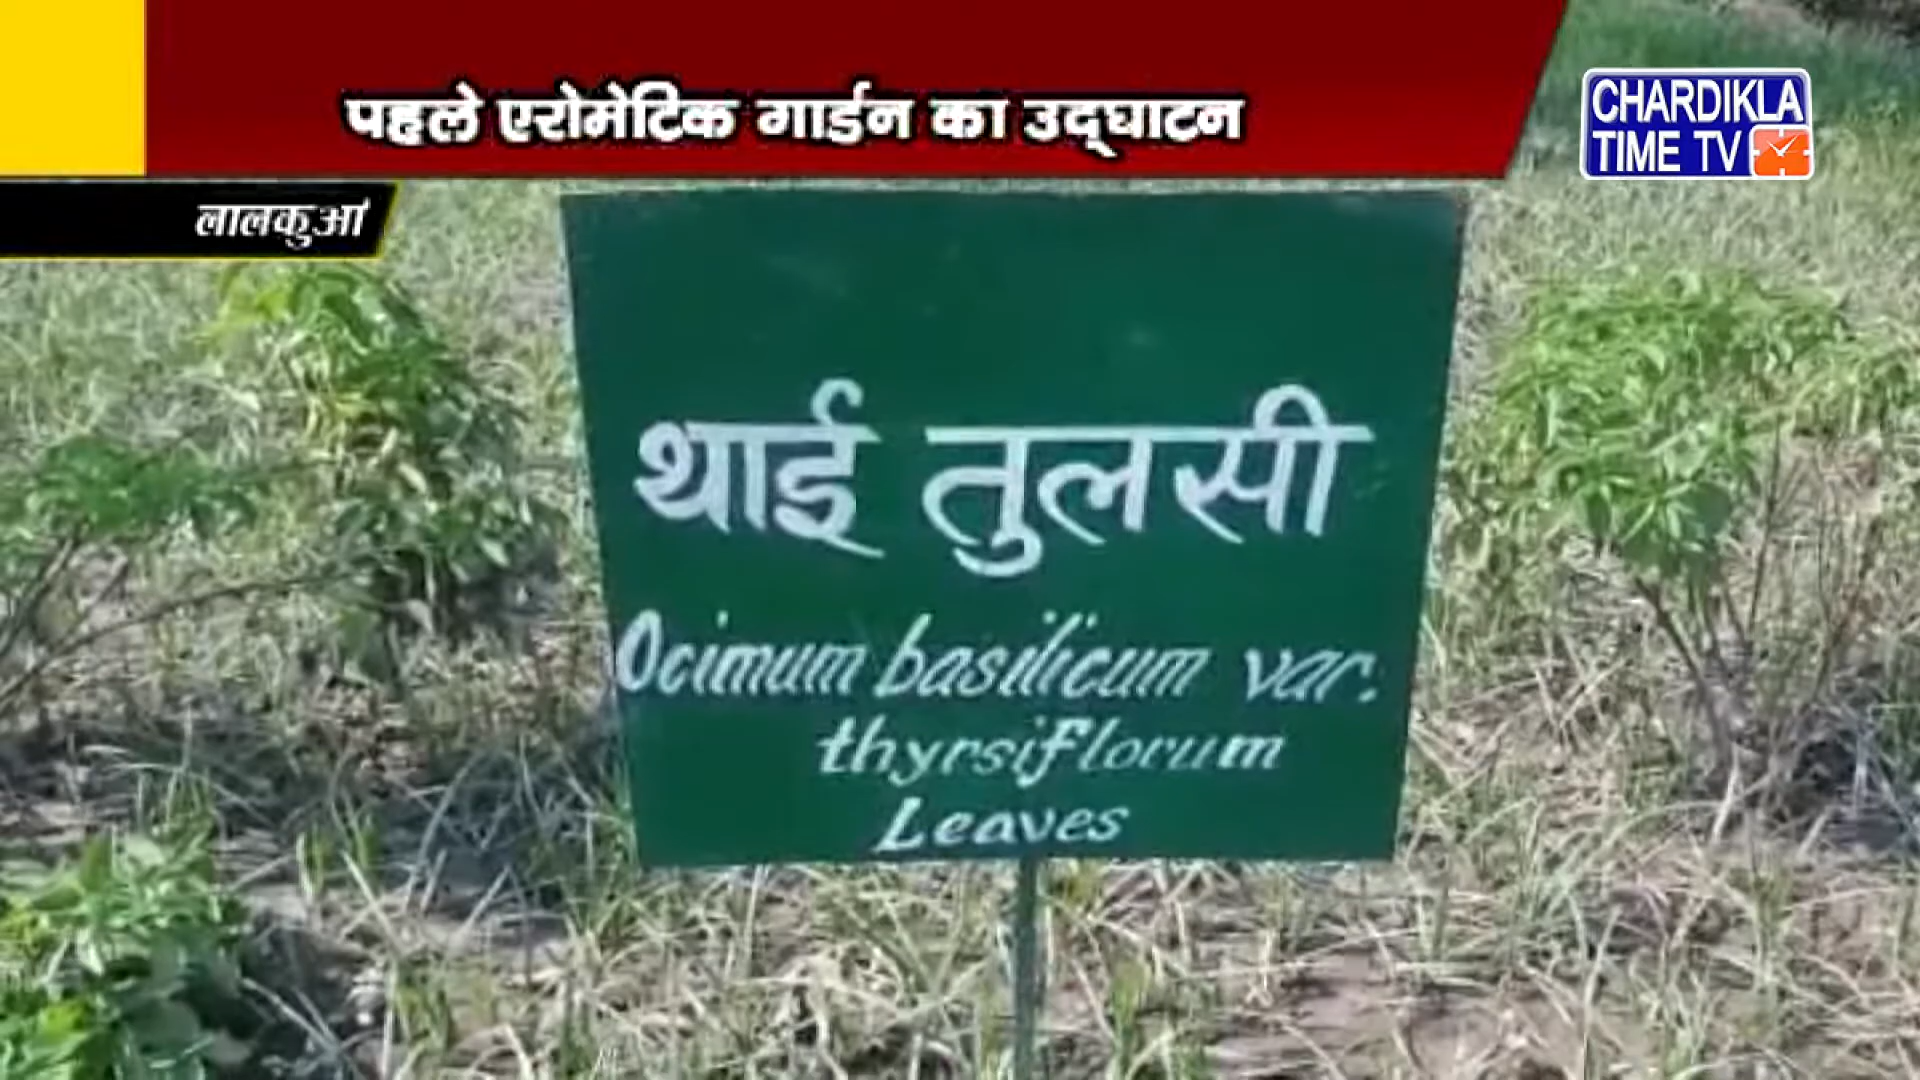 पहले एरोमेटिक गार्डन का उद्घाटन
CHARDIKLA
TIME TV
लालकुआं
थाई तुलसी
Ocimum basilicum var.
thyrsiflorum
Leaves